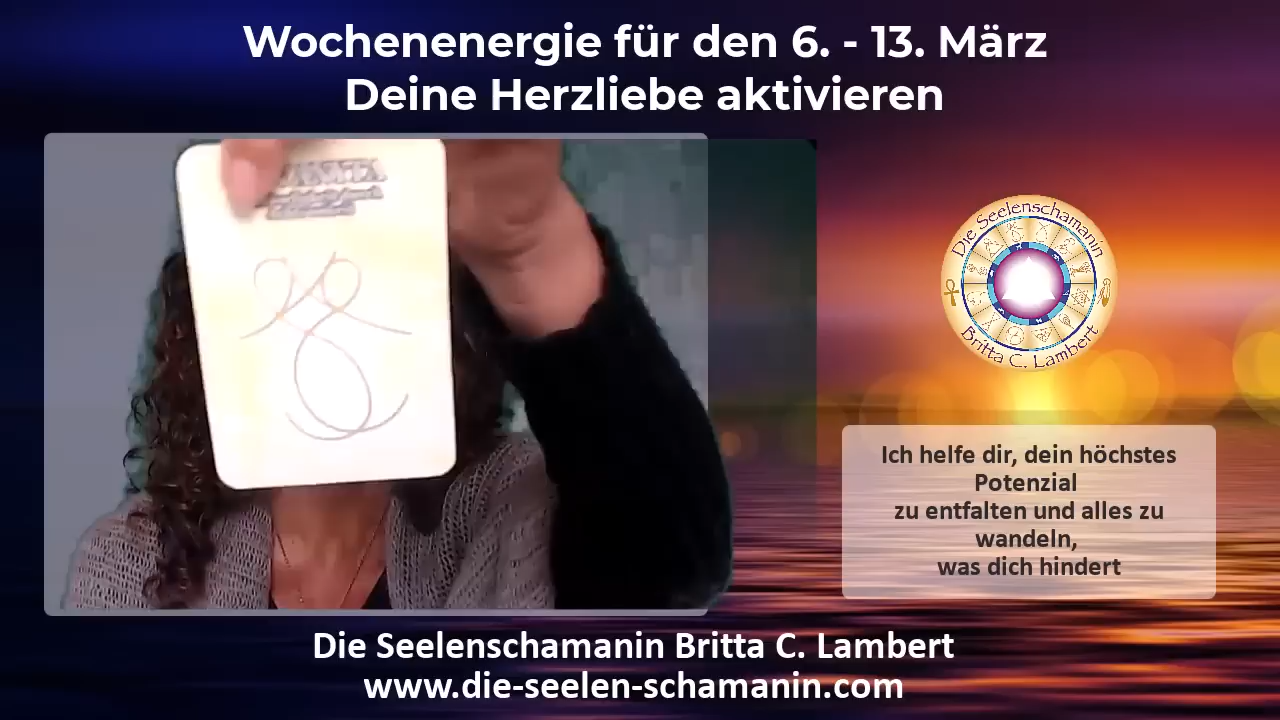 Wochenenergie für den 6. - 13. März
Deine Herzliebe aktivieren
Die Seelenschamanin
Britta C. Lambert
Ich helfe dir, dein höchstes
Potenzial
zu entfalten und alles zu
wandeln,
was dich hindert
Die Seelenschamanin Britta C. Lambert
www.die-seelen-schamanin.com